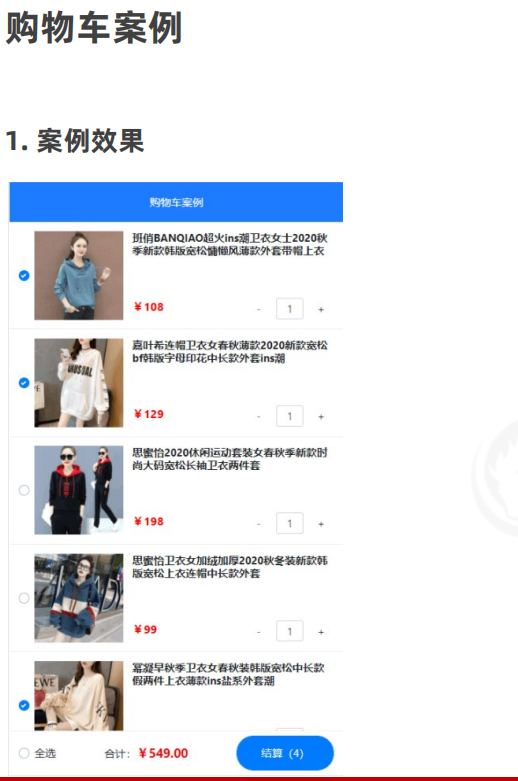 购物车案例
1. 案例效果
购物车案例
班俏BANQIAO超火ins潮卫衣女士2020秋
季新款韩版宽松慵懒风薄款外套带帽上衣
￥108
- 1 +
嘉叶希连帽卫衣女春秋薄款2020新款宽松
bf韩版字母印花中长款外套ins潮
UNUSUAL
￥129
- 1 +
思蜜怡2020休闲运动套装女春秋季新款时
尚大码宽松长袖卫衣两件套
￥198
- 1 +
思蜜怡卫衣女加绒加厚2020秋冬装新款韩
版宽松上衣连帽中长款外套
￥99
- 1 +
幂凝早秋季卫衣女春秋装韩版宽松中长款
假两件上衣薄款ins盐系外套潮
全选 合计: ￥549.00 结算（4）